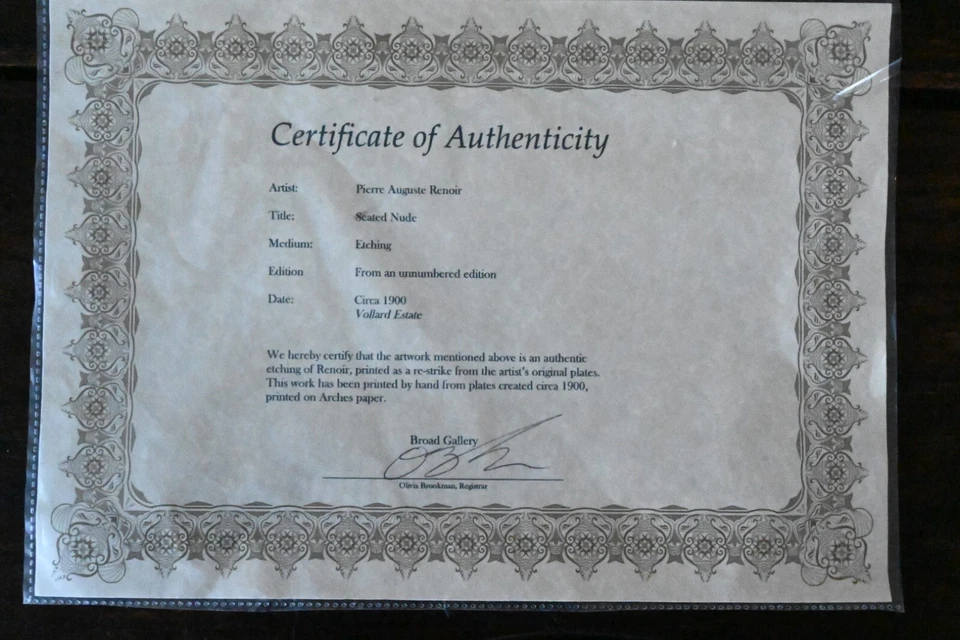 Certificate of Authenticity
Artist: Pierre Auguste Renoir
Title: Seated Nude
Medium: Etching
Edition From an unnumbered edition
Date: Circa 1900
Vollard Estate
We hereby certify that the artwork mentioned above is an authentic
etching of Renoir, printed as a re-strike from the artist's original plates.
This work has been printed by hand from plates created circa 1900,
printed on Arches paper.
Broad Gallery
Olivia Brookman, Registrar